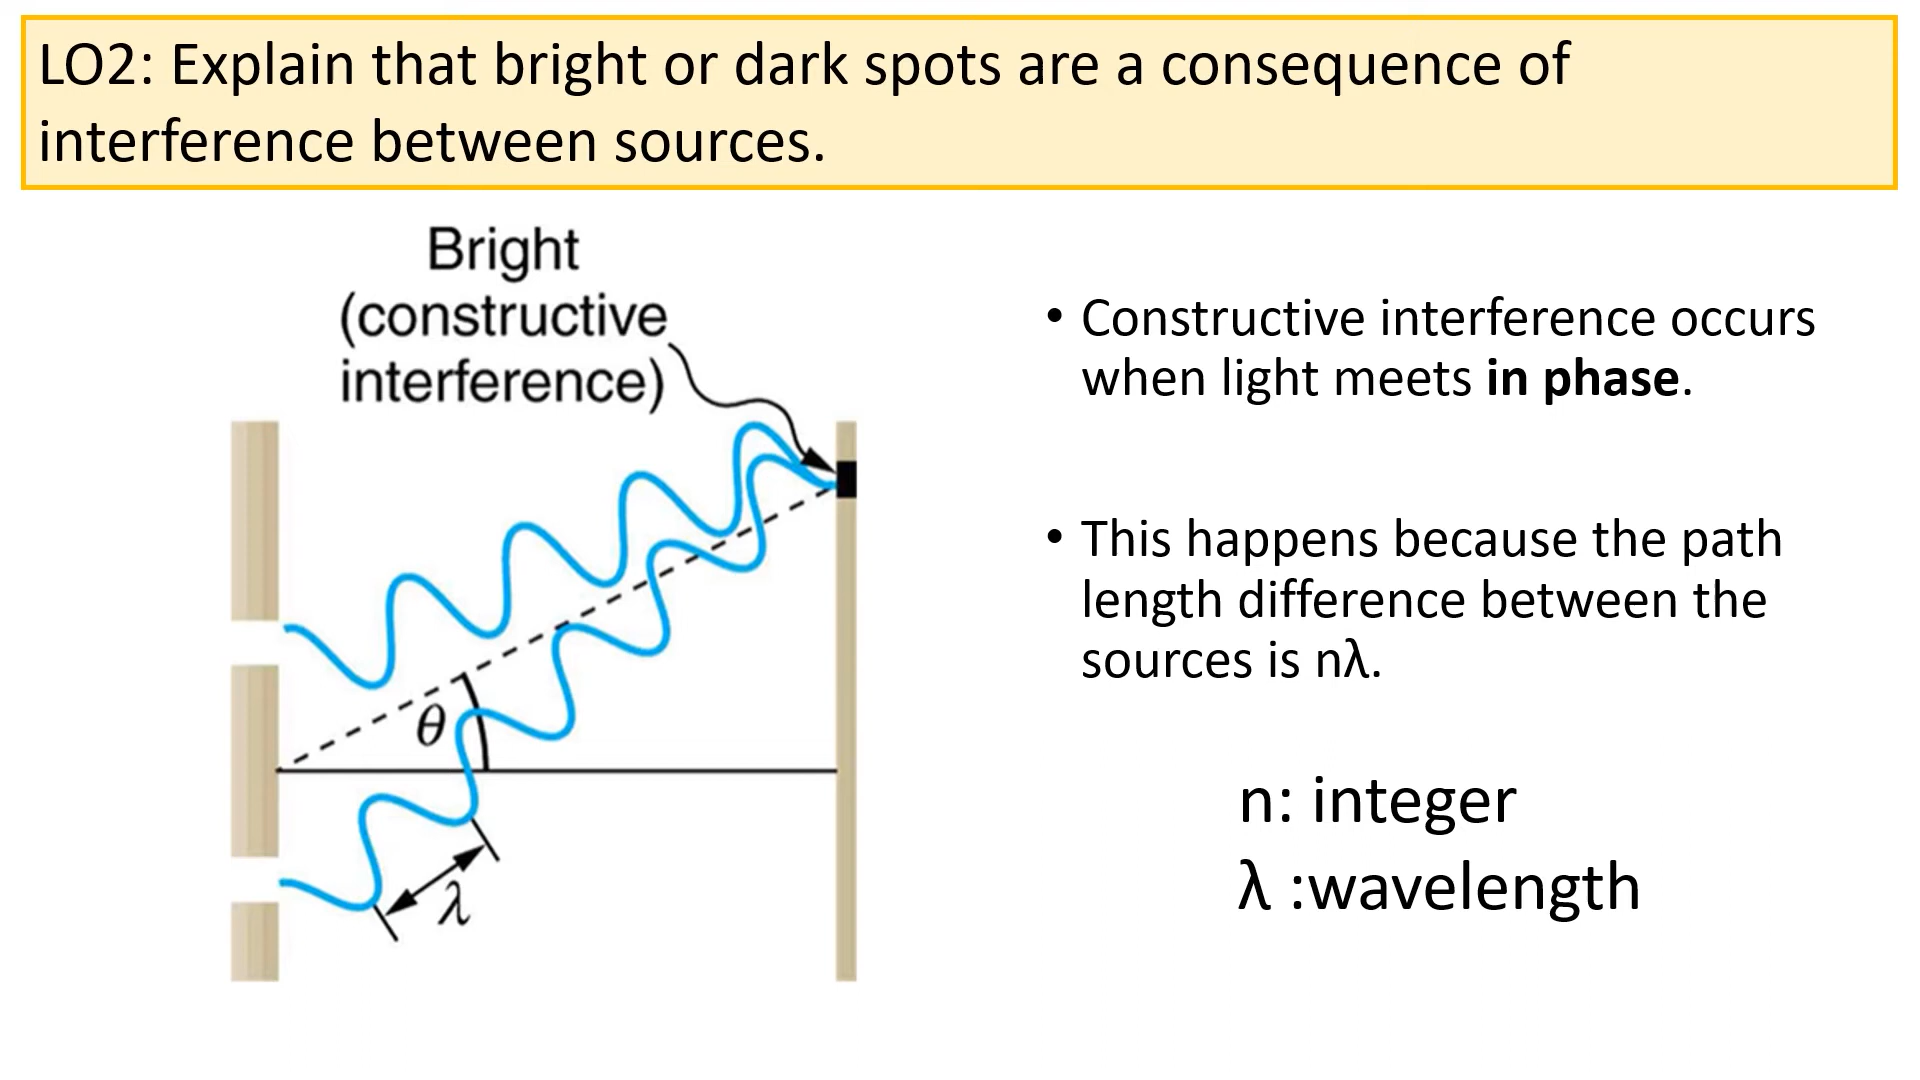 LO2: Explain that bright or dark spots are a consequence of
interference between sources.
Bright
(constructive
interference)
θ
λ
• Constructive interference occurs
when light meets in phase.
• This happens because the path
length difference between the
sources is nλ.
n: integer
λ :wavelength